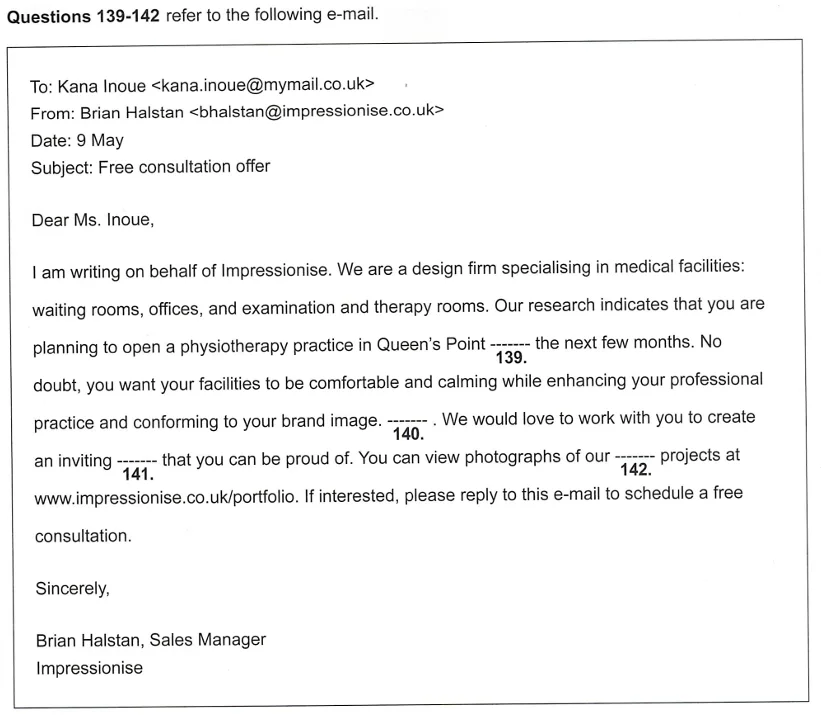 Questions 139-142 refer to the following e-mail.
To: Kana Inoue <kana.inoue@mymail.co.uk>
From: Brian Halstan <bhalstan@impressionise.co.uk>
Date: 9 May
Subject: Free consultation offer
Dear Ms. Inoue,
I am writing on behalf of Impressionise. We are a design firm specialising in medical facilities:
waiting rooms, offices, and examination and therapy rooms. Our research indicates that you are
planning to open a physiotherapy practice in Queen's Point ------- the next few months. No
139.
doubt, you want your facilities to be comfortable and calming while enhancing your professional
practice and conforming to your brand image. ------- . We would love to work with you to create
140.
an inviting ------- that you can be proud of. You can view photographs of our ------- projects at
141. 142.
www.impressionise.co.uk/portfolio. If interested, please reply to this e-mail to schedule a free
consultation.
Sincerely,
Brian Halstan, Sales Manager
Impressionise